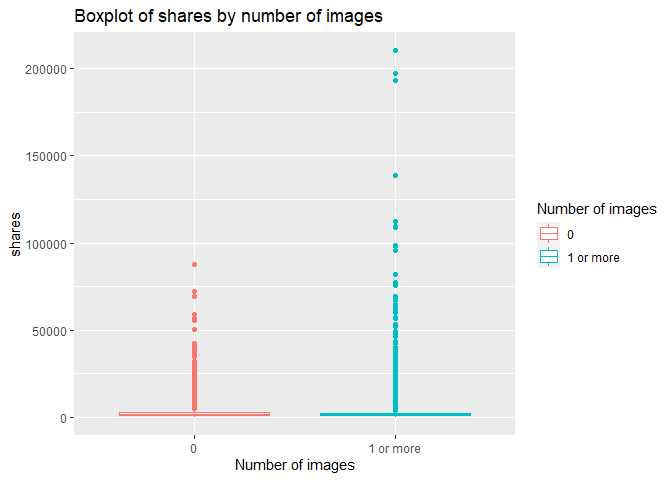 Boxplot of shares by number of images
200000
150000
100000
50000
0
shares
0
1 or more
Number of images
Number of images
0
1 or more